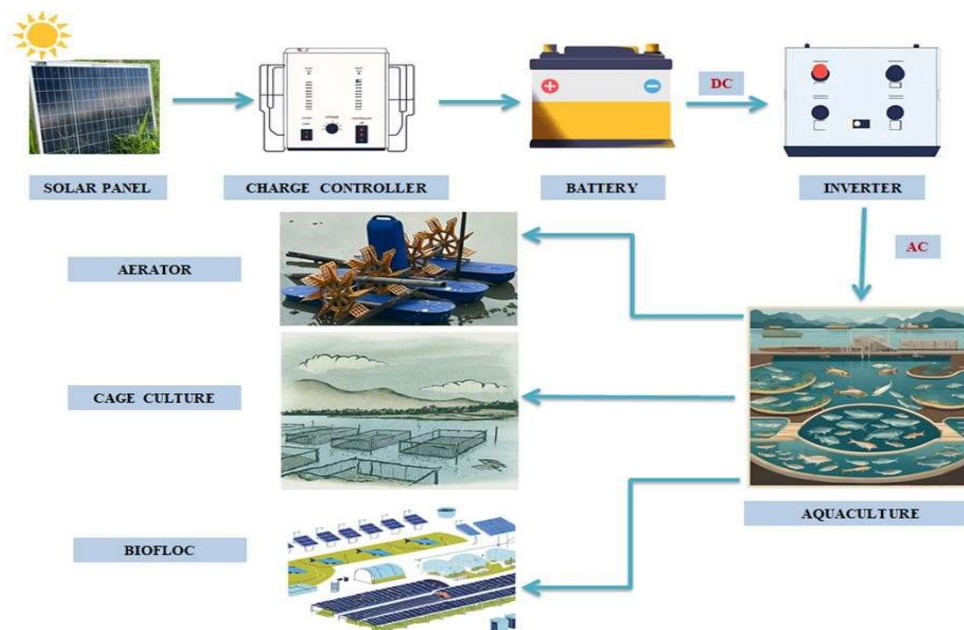 DC
SOLAR PANEL
CHARGE CONTROLLER
BATTERY
INVERTER
AC
AERATOR
CAGE CULTURE
AQUACULTURE
BIOFLOC